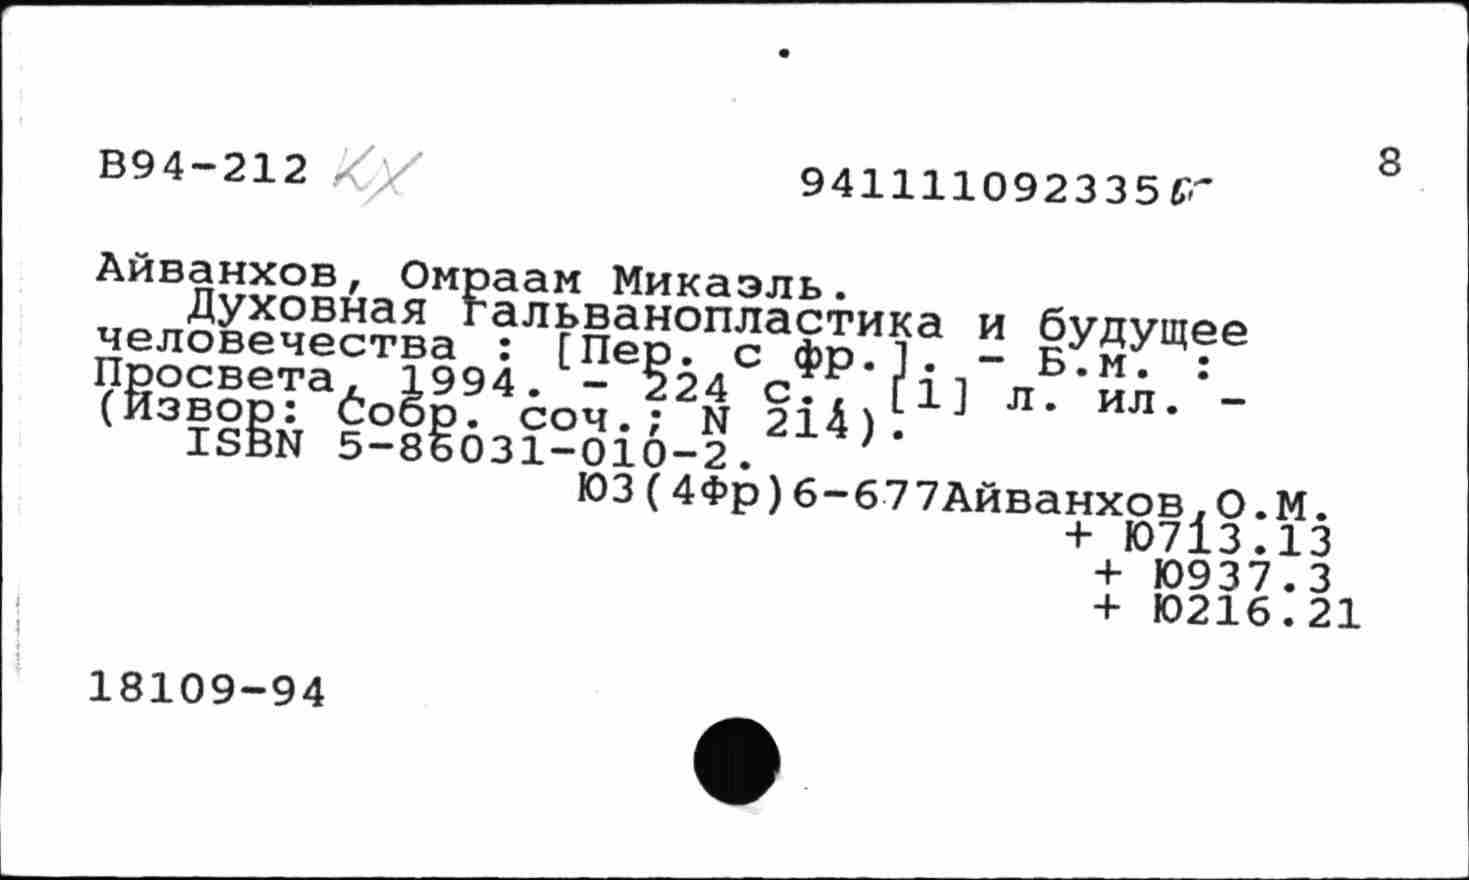 8
В94-212 КХ
941111092335
Айванхов, Омраам Микаэль.
Духовная гальванопластика и будущее
человечества : [Пер. с фр.]. - Б.м. :
Просвета, 1994. - 224 с., [1] л. ил. -
(Извор: Собр. соч.; N 214).
ISBN 5-86031-010-2.
Ю3(4Фр)6-677Айванхов,О.М.
+ Ю713.13
+ Ю937.3
+ Ю216.21
18109-94